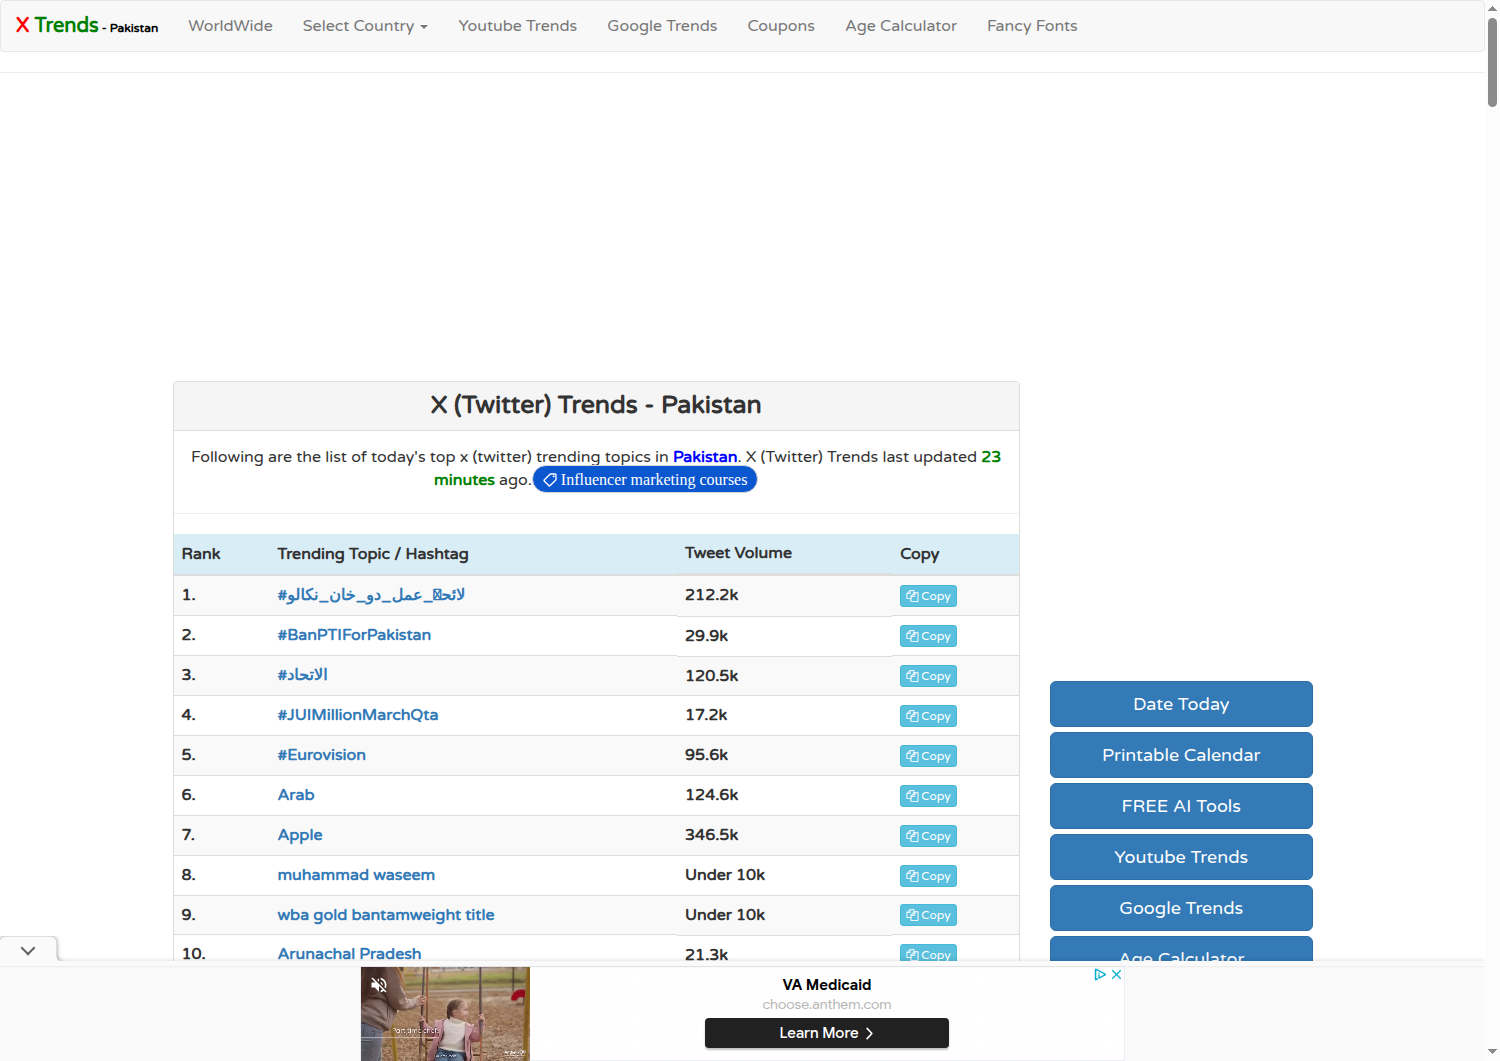 X Trends - Pakistan WorldWide Select Country Youtube Trends Google Trends Coupons Age Calculator Fancy Fonts
X (Twitter) Trends - Pakistan
Following are the list of today's top x (twitter) trending topics in Pakistan. X (Twitter) Trends last updated 23
minutes ago. Influencer marketing courses
Rank Trending Topic / Hashtag Tweet Volume Copy
1. #لائحہ_عمل_دو_خان_نکالو 212.2k Copy
2. #BanPTIForPakistan 29.9k Copy
3. #الاتحاد 120.5k Copy
4. #JUIMillionMarchQta 17.2k Copy
5. #Eurovision 95.6k Copy
6. Arab 124.6k Copy
7. Apple 346.5k Copy
8. muhammad waseem Under 10k Copy
9. wba gold bantamweight title Under 10k Copy
10. Arunachal Pradesh 21.3k Copy
Date Today
Printable Calendar
FREE AI Tools
Youtube Trends
Google Trends
Age Calculator
VA Medicaid
choose.anthem.com
Learn More